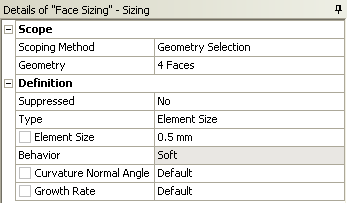 Details of "Face Sizing" - Sizing
Scope
Scoping Method Geometry Selection
Geometry 4 Faces
Definition
Suppressed No
Type Element Size
Element Size 0.5 mm
Behavior Soft
Curvature Normal Angle Default
Growth Rate Default